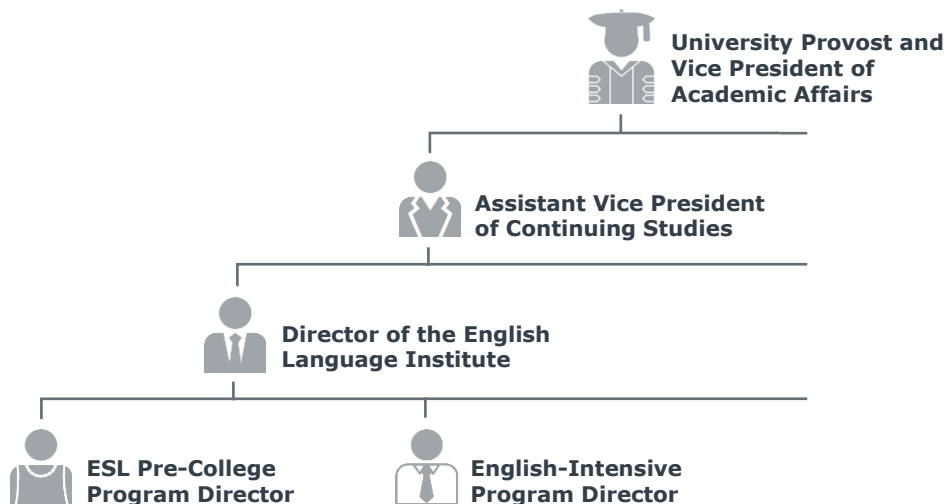 University Provost and
Vice President of
Academic Affairs
Assistant Vice President
of Continuing Studies
Director of the English
Language Institute
ESL Pre-College
Program Director
English-Intensive
Program Director